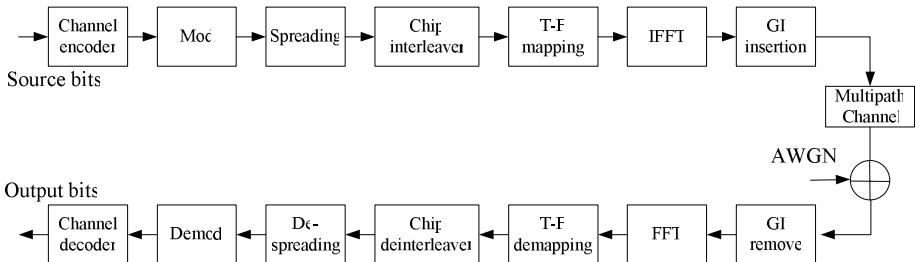 Channel
encoder
Mod
Spreading
Chip
interleaver
T-F
mapping
IFFT
GI
insertion
Source bits
Multipath
Channel
AWGN
Output bits
Channel
decoder
Demod
De-
spreading
Chip
deinterleaver
T-F
demapping
FFT
GI
remove